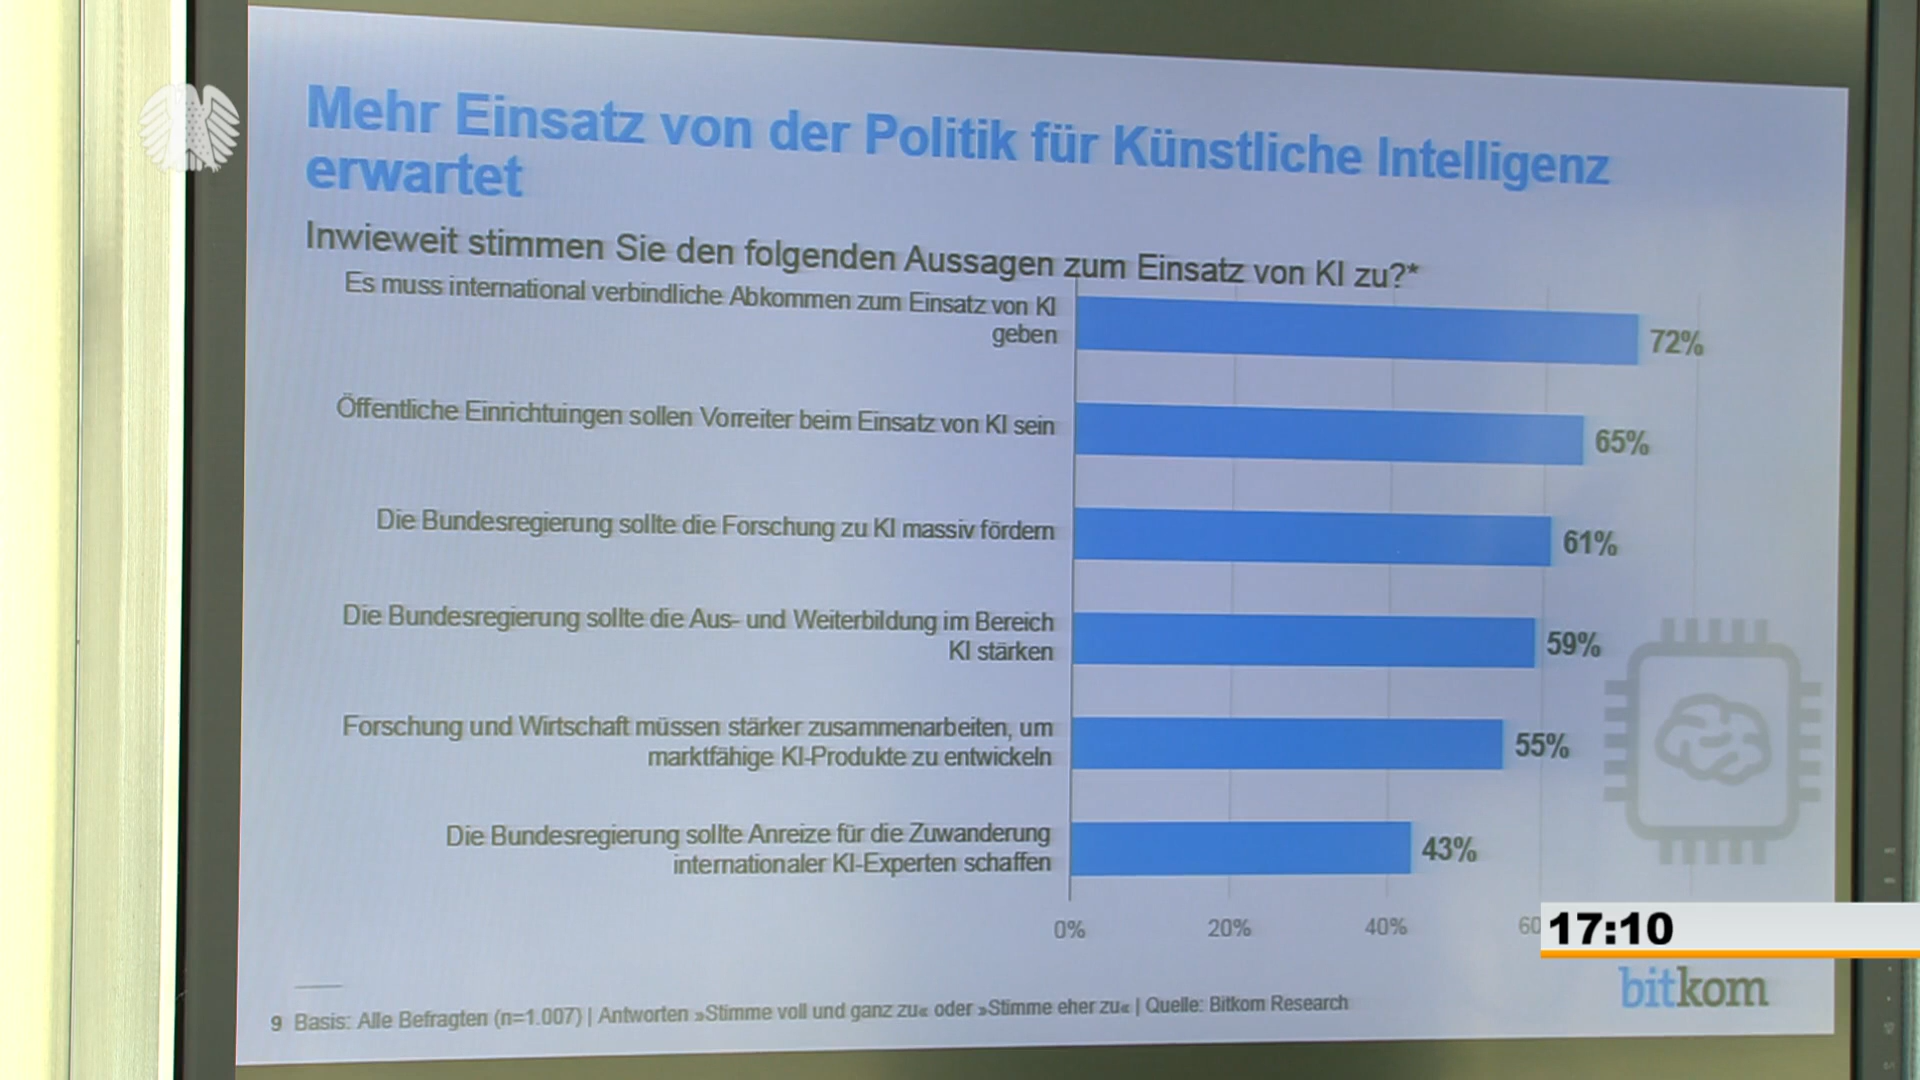 Mehr Einsatz von der Politik für Künstliche Intelligenz
erwartet
Inwieweit stimmen Sie den folgenden Aussagen zum Einsatz von KI zu?*
Es muss international verbindliche Abkommen zum Einsatz von KI
geben
72%
Öffentliche Einrichtuingen sollen Vorreiter beim Einsatz von KI sein
65%
Die Bundesregierung sollte die Forschung zu KI massiv fördern
61%
Die Bundesregierung sollte die Aus- und Weiterbildung im Bereich
KI stärken
59%
Forschung und Wirtschaft müssen stärker zusammenarbeiten, um
marktfähige KI-Produkte zu entwickeln
55%
Die Bundesregierung sollte Anreize für die Zuwanderung
internationaler KI-Experten schaffen
43%
0% 20% 40% 60
17:10
bitkom
9 Basis: Alle Befragten (n=1.007) | Antworten »Stimme voll und ganz zu« oder »Stimme eher zu« | Quelle: Bitkom Research